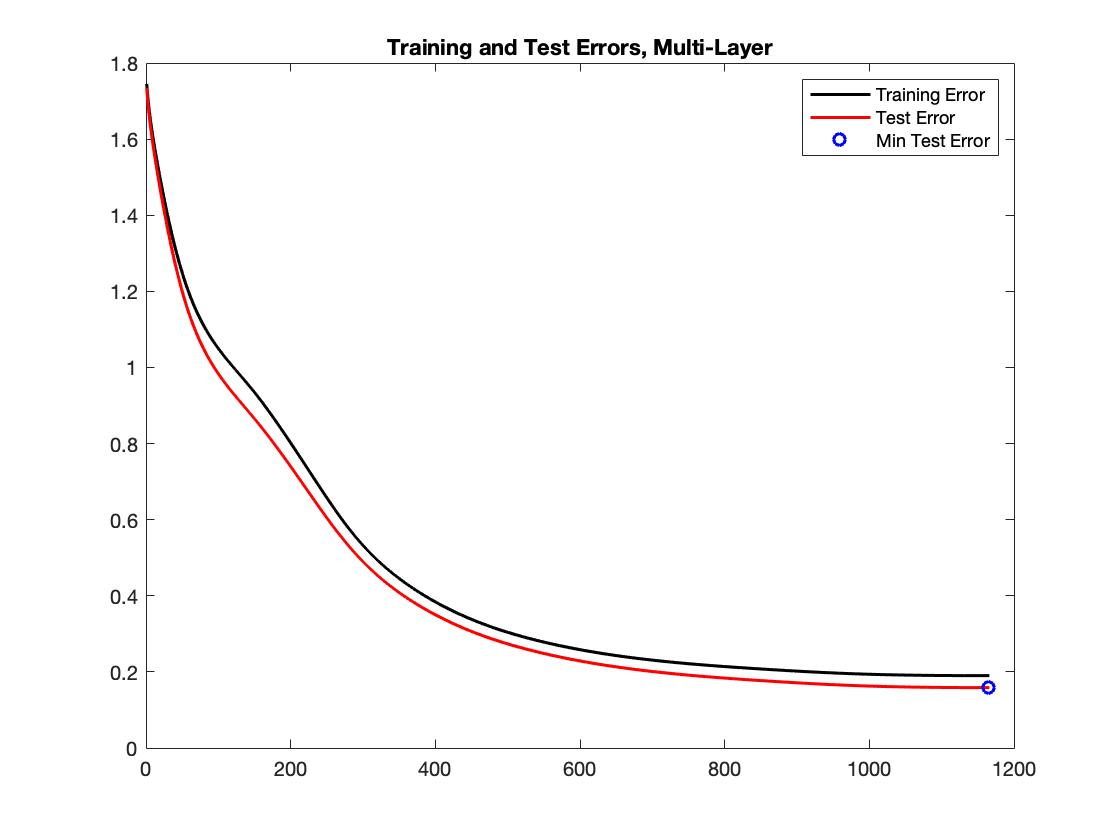 Training and Test Errors, Multi-Layer
1.8
1.6
1.4
1.2
1
0.8
0.6
0.4
0.2
0
Training Error
Test Error
Min Test Error
0 200 400 600 800 1000 1200